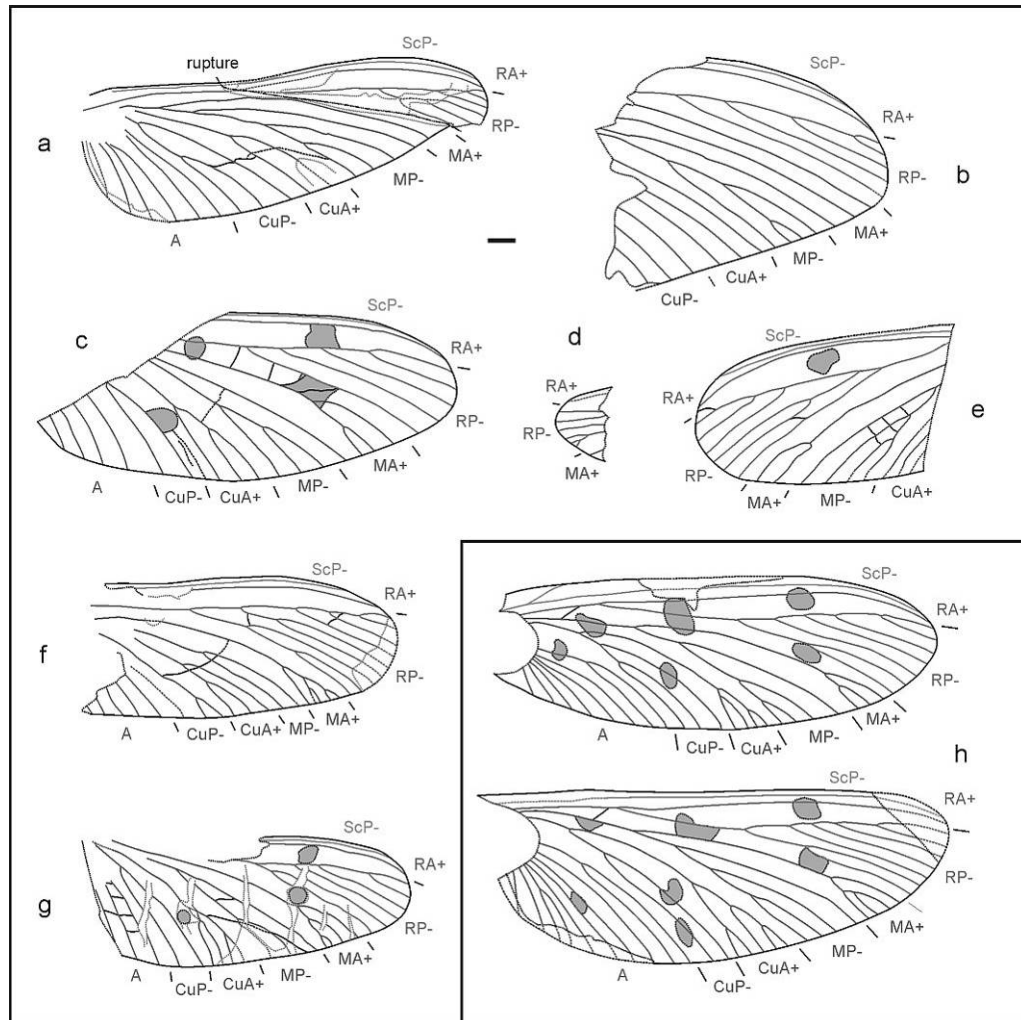 ScP-
rupture
RA+
RP-
MA+
MP-
CuA+
CuP-
A
a
ScP-
RA+
RP-
MA+
MP-
CuA+
CuP-
b
c
ScP-
RA+
RP-
MA+
MP-
CuA+
CuP-
A
d
RA+
RP-
MA+
ScP-
RA+
RP-
MA+
MP-
CuA+
e
ScP-
RA+
RP-
MA+
MP-
CuA+
CuP-
A
f
ScP-
RA+
RP-
MA+
MP-
CuA+
CuP-
A
g
ScP-
RA+
RP-
MA+
MP-
CuA+
CuP-
A
h
ScP-
RA+
RP-
MA+
MP-
CuA+
CuP-
A